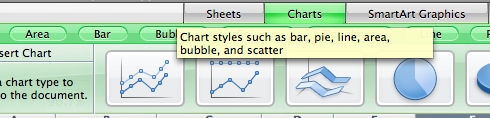 Sheets Charts SmartArt Graphics
Area Bar
Chart styles such as bar, pie, line, area,
bubble, and scatter
sert Chart
a chart type to
o the document.